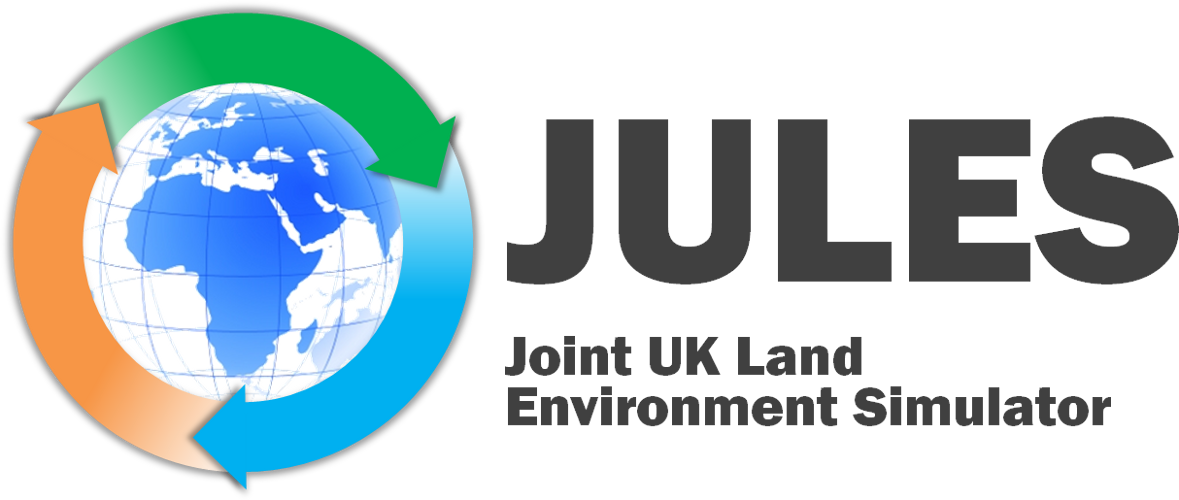 JULES
Joint UK Land
Environment Simulator